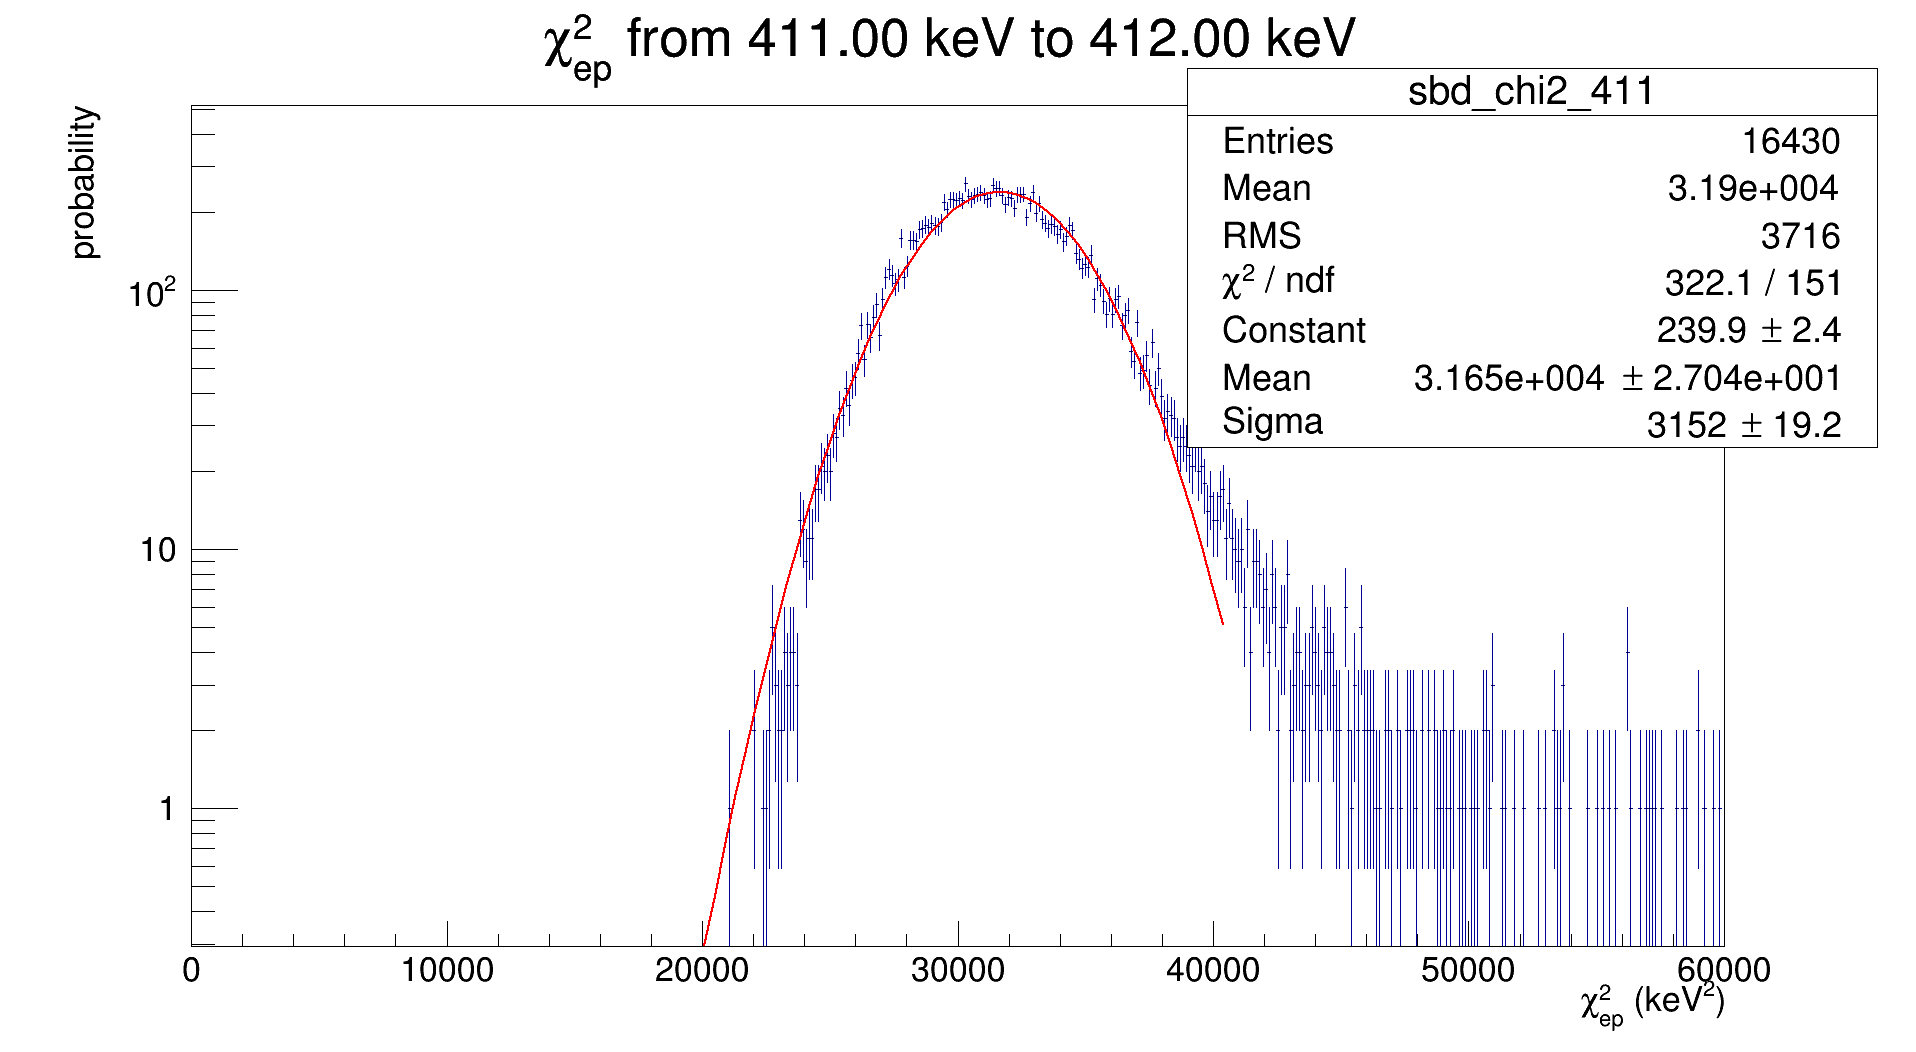 χ²ₑₚ from 411.00 keV to 412.00 keV
probability
sbd_chi2_411
Entries 16430
Mean 3.19e+004
RMS 3716
χ² / ndf 322.1 / 151
Constant 239.9 ± 2.4
Mean 3.165e+004 ± 2.704e+001
Sigma 3152 ± 19.2
10²
10
1
0 10000 20000 30000 40000 50000 60000
χ²ₑₚ (keV²)